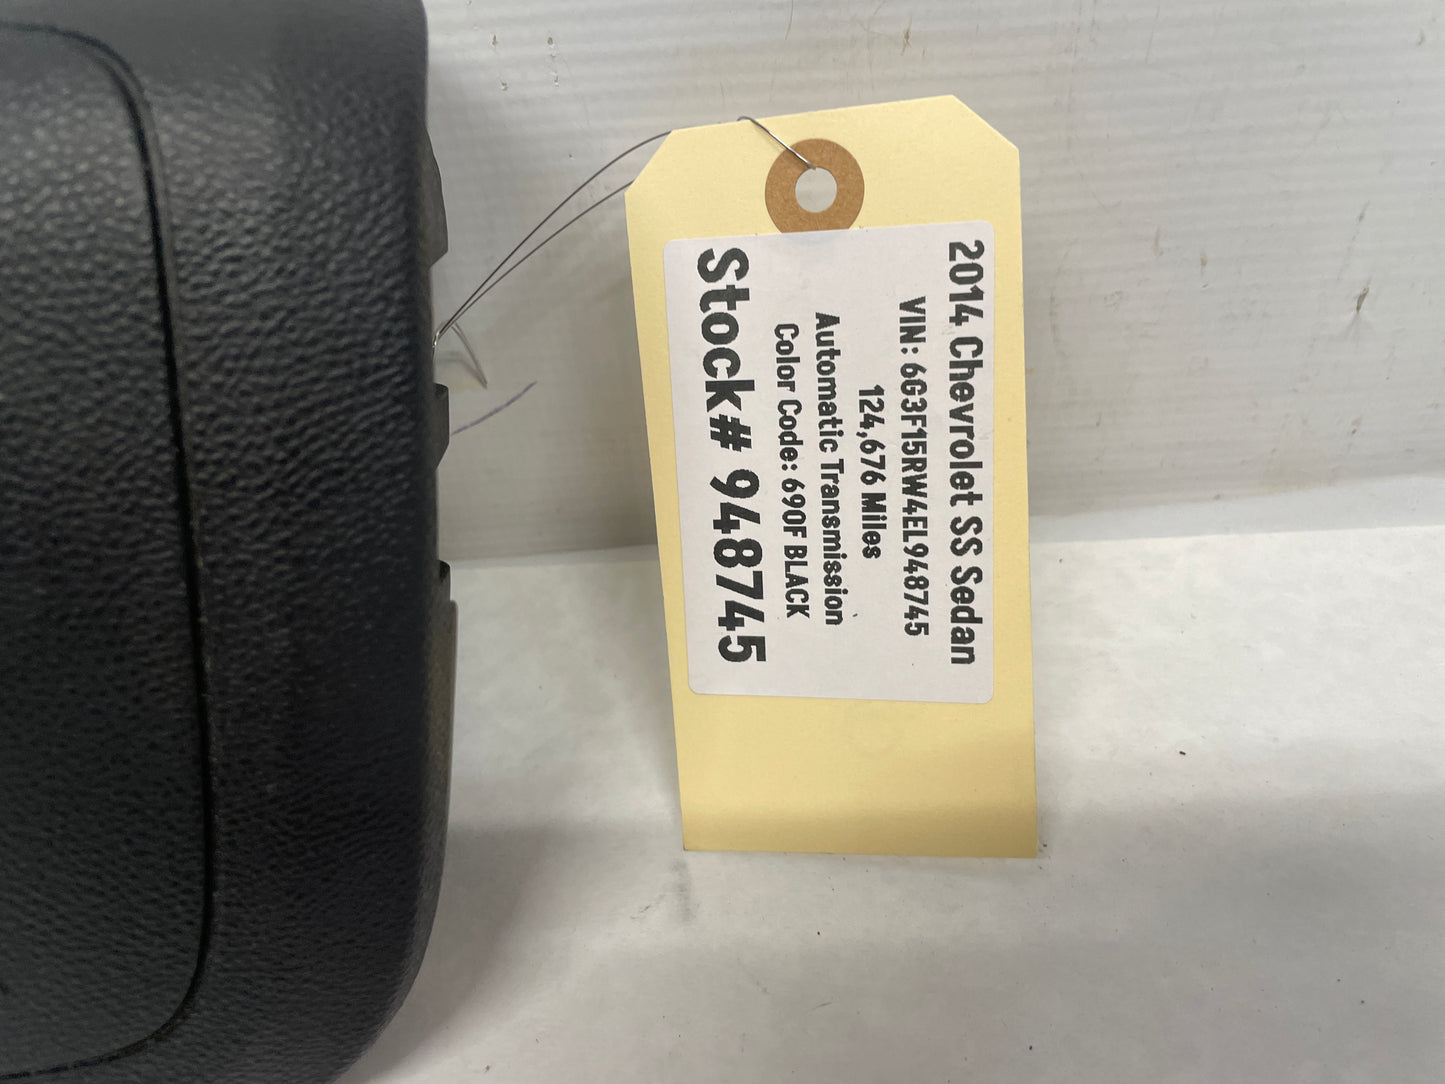 2014 Chevrolet SS Sedan
VIN: 6G3F15RW4EL948745
124,676 Miles
Automatic Transmission
Color Code: 690F BLACK
Stock# 948745